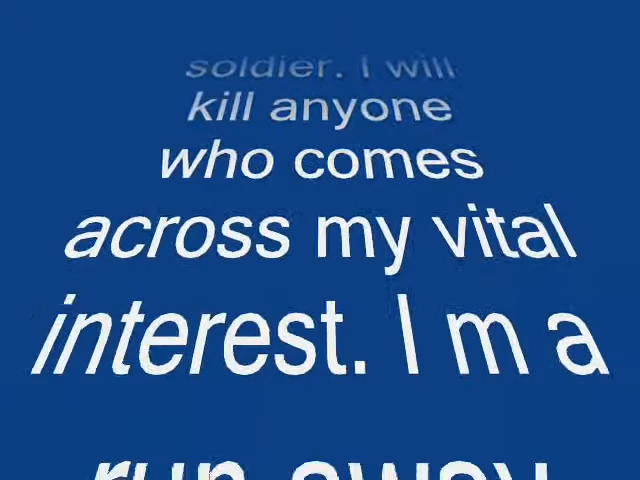 soldier. I will
kill anyone
who comes
across my vital
interest. I m a
run away